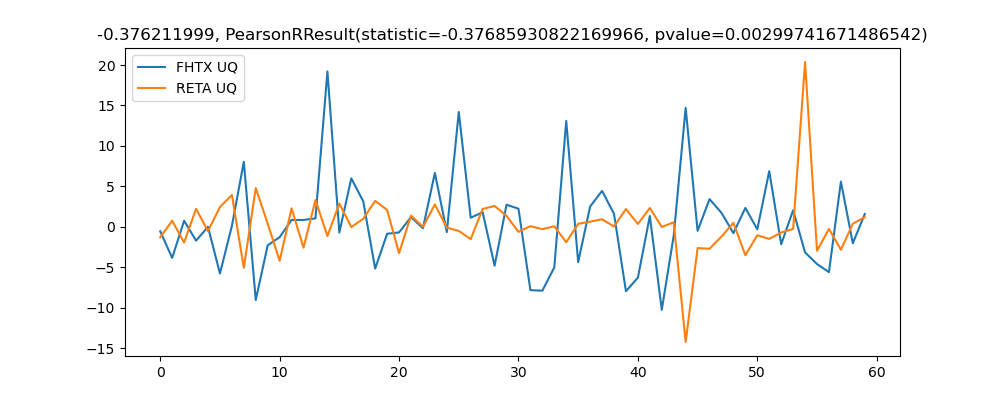 -0.376211999, PearsonRResult(statistic=-0.37685930822169966, pvalue=0.00299741671486542)
FHTX UQ
RETA UQ
20
15
10
5
0
−5
−10
−15
0 10 20 30 40 50 60